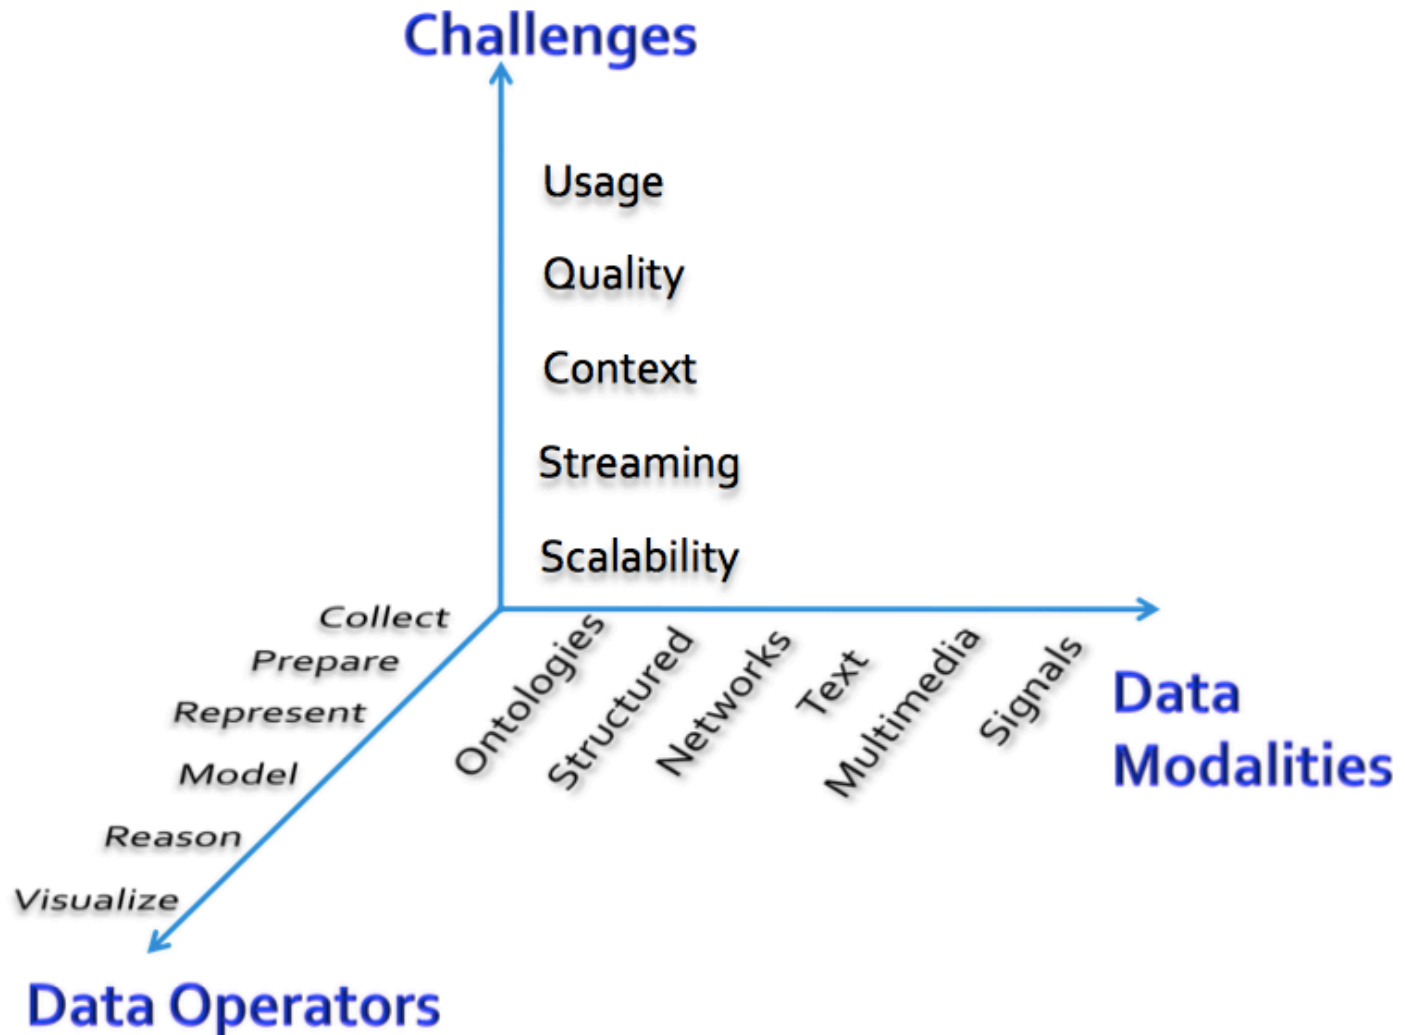 Challenges
Usage
Quality
Context
Streaming
Scalability
Collect
Prepare
Represent
Model
Reason
Visualize
Data Operators
Ontologies
Structured
Networks
Text
Multimedia
Signals
Data
Modalities